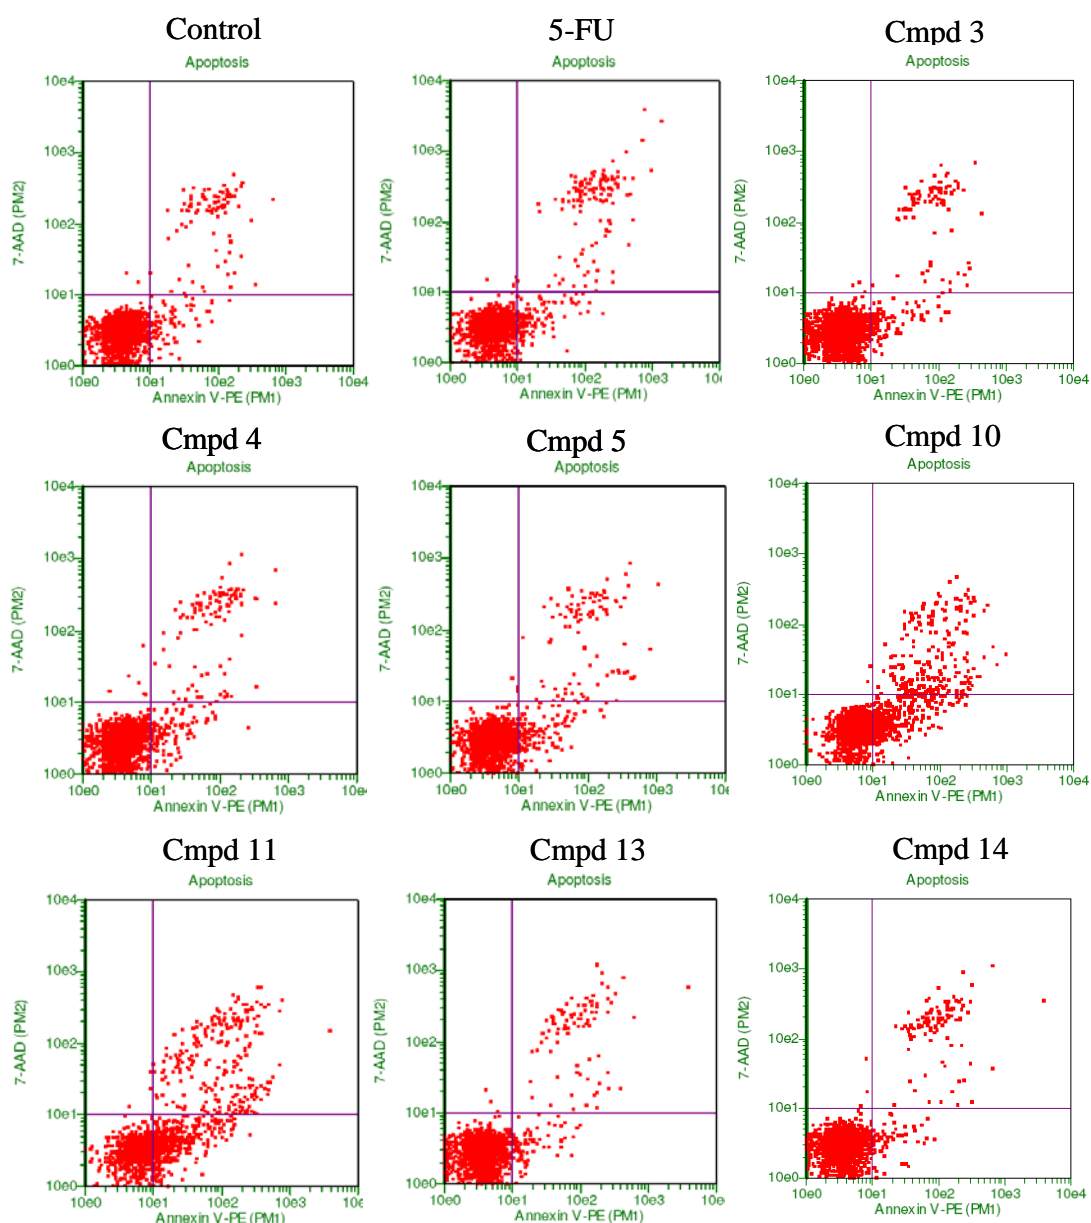 Control
Apoptosis
10e4
10e3
10e2
10e1
10e0
7-AAD (PM2)
10e0 10e1 10e2 10e3 10e4
Annexin V-PE (PM1)
5-FU
Apoptosis
10e4
10e3
10e2
10e1
10e0
7-AAD (PM2)
10e0 10e1 10e2 10e3
Annexin V-PE (PM1)
Cmpd 3
Apoptosis
10e4
10e3
10e2
10e1
10e0
7-AAD (PM2)
10e0 10e1 10e2 10e3 10e4
Annexin V-PE (PM1)
Cmpd 4
Apoptosis
10e4
10e3
10e2
10e1
10e0
7-AAD (PM2)
10e0 10e1 10e2 10e3
Annexin V-PE (PM1)
Cmpd 5
Apoptosis
10e4
10e3
10e2
10e1
10e0
7-AAD (PM2)
10e0 10e1 10e2 10e3
Annexin V-PE (PM1)
Cmpd 10
Apoptosis
10e4
10e3
10e2
10e1
10e0
7-AAD (PM2)
10e0 10e1 10e2 10e3 10e4
Annexin V-PE (PM1)
Cmpd 11
Apoptosis
10e4
10e3
10e2
10e1
10e0
7-AAD (PM2)
10e0 10e1 10e2 10e3
Annexin V-PE (PM1)
Cmpd 13
Apoptosis
10e4
10e3
10e2
10e1
10e0
7-AAD (PM2)
10e0 10e1 10e2 10e3
Annexin V-PE (PM1)
Cmpd 14
Apoptosis
10e4
10e3
10e2
10e1
10e0
7-AAD (PM2)
10e0 10e1 10e2 10e3 10e4
Annexin V-PE (PM1)